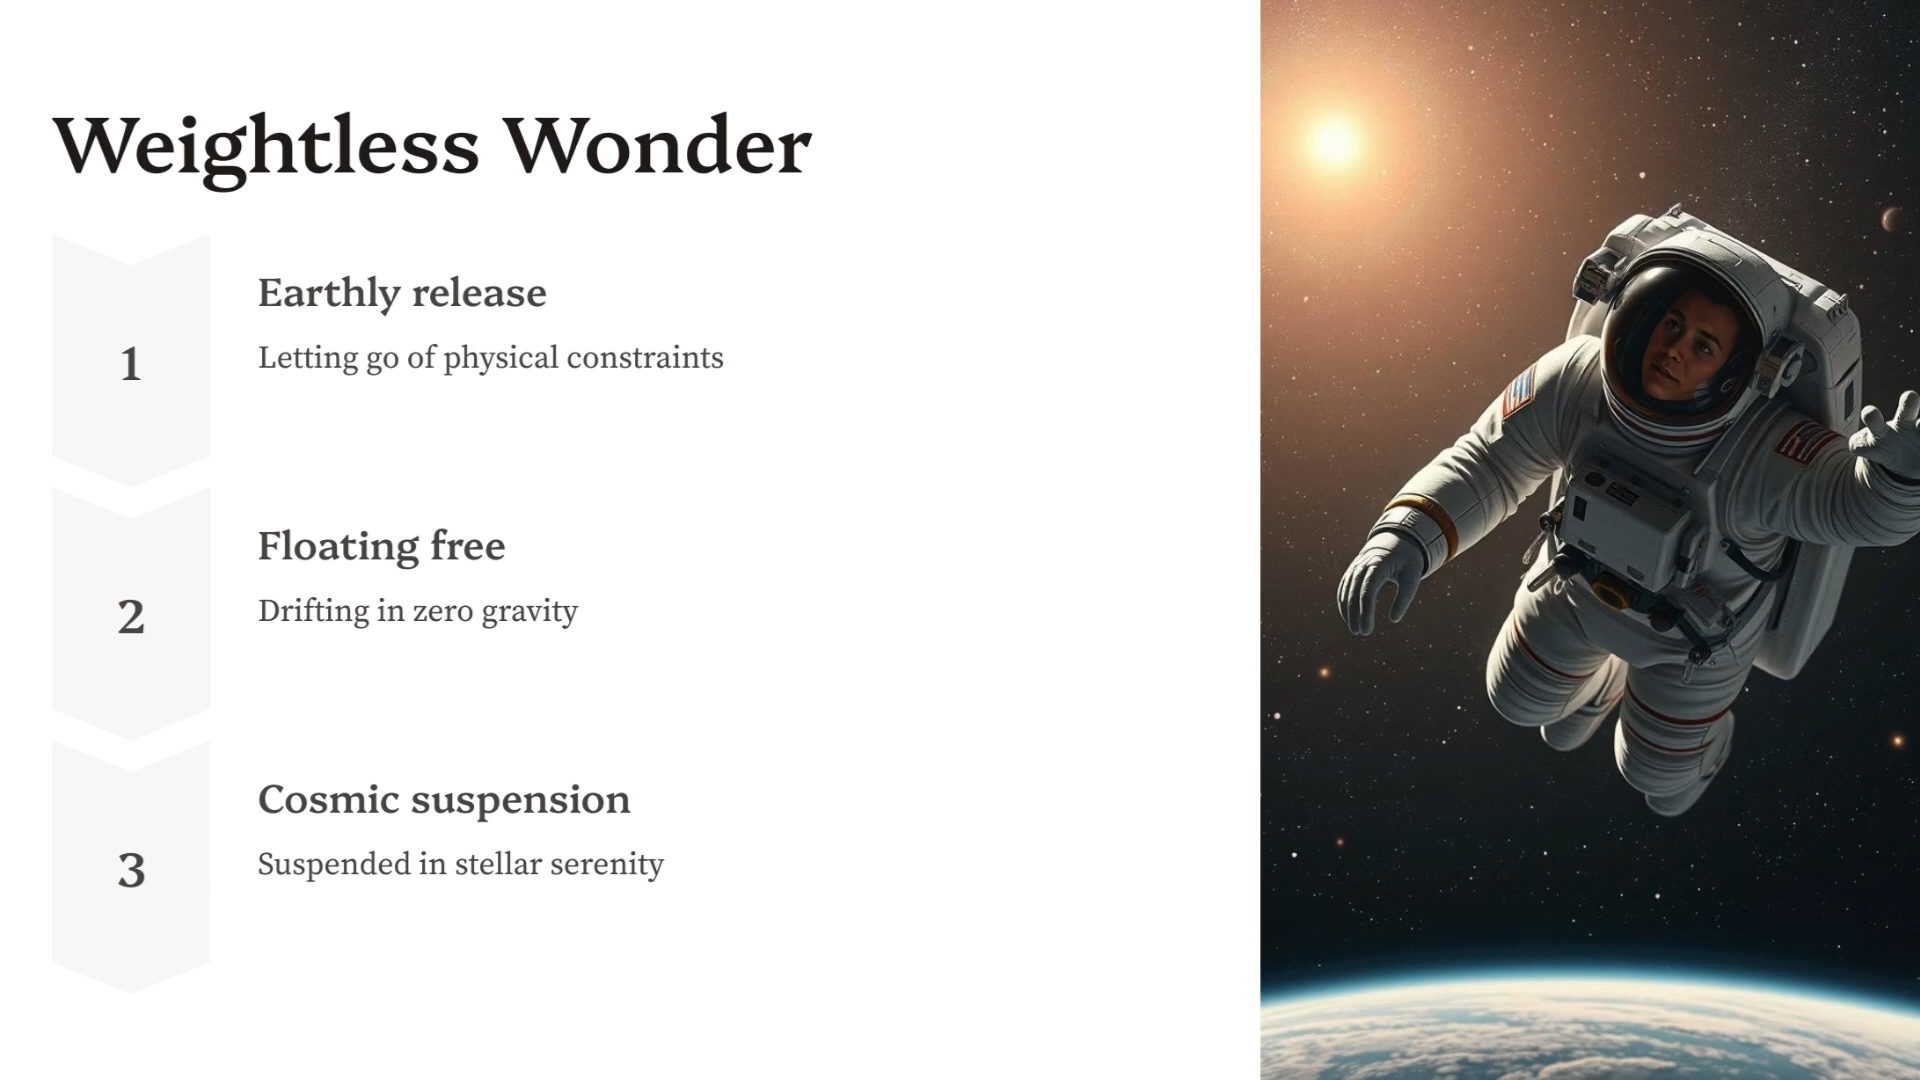 Weightless Wonder
1
Earthly release
Letting go of physical constraints
2
Floating free
Drifting in zero gravity
3
Cosmic suspension
Suspended in stellar serenity